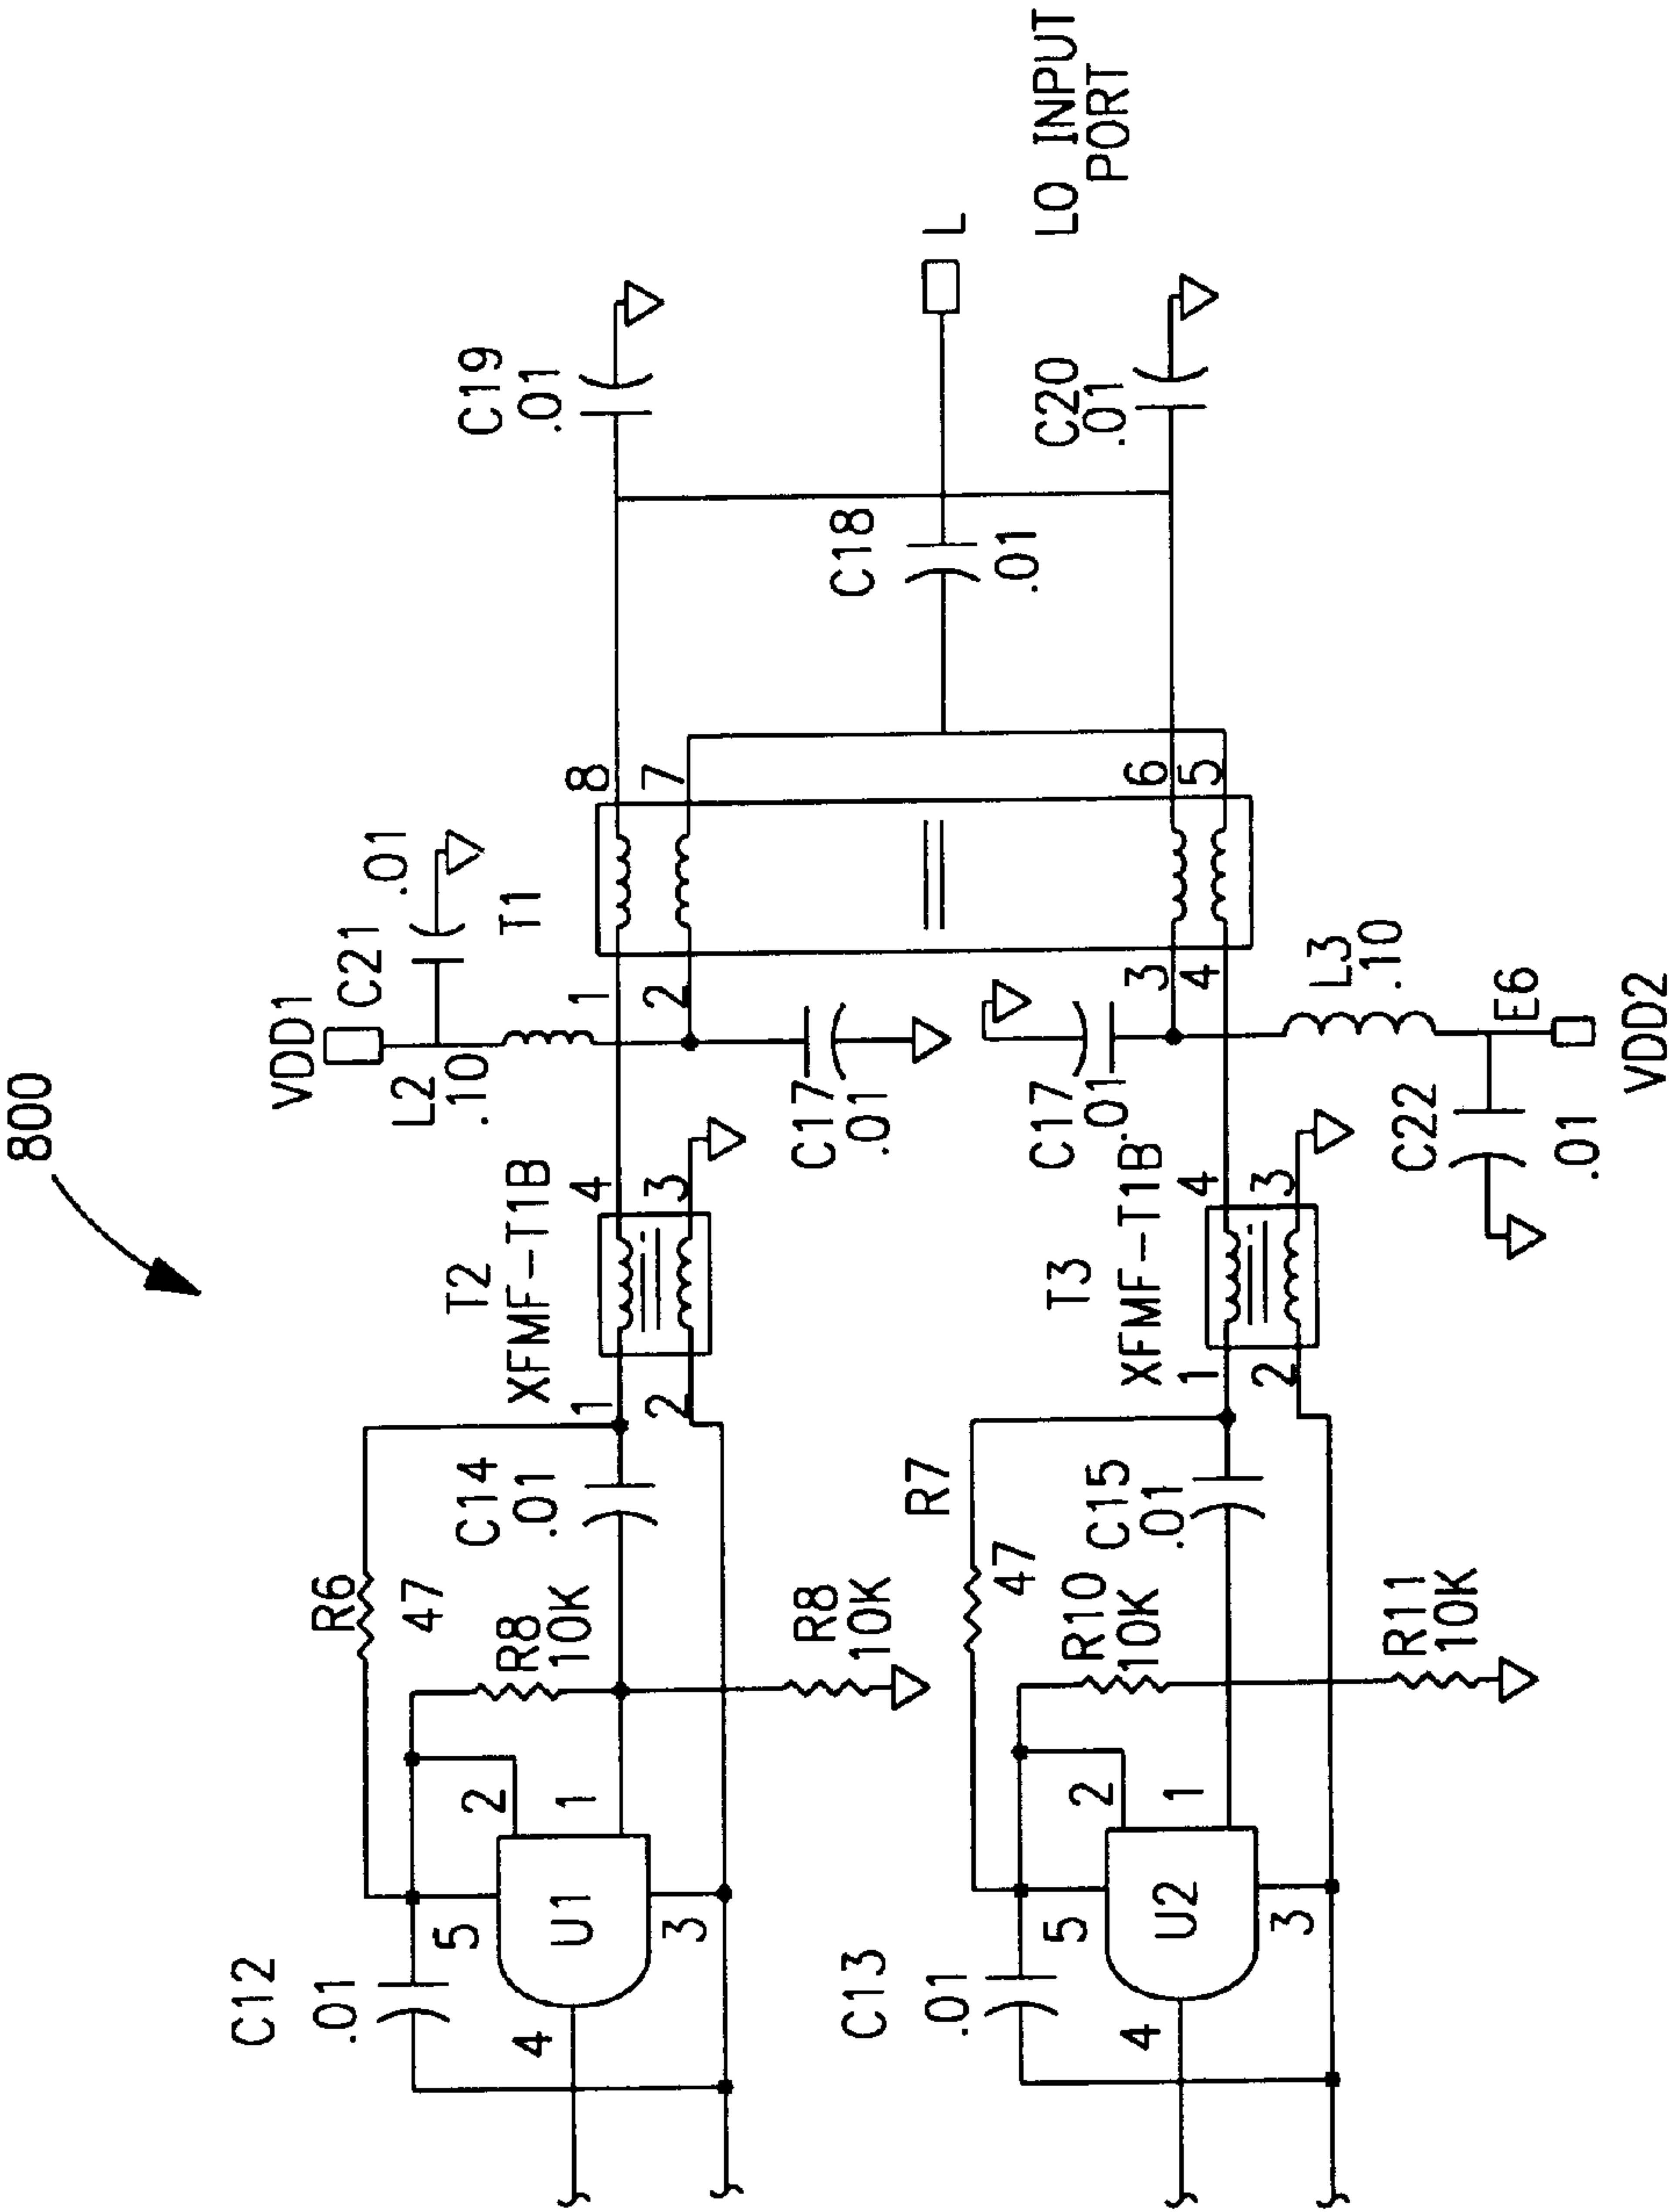 800
VDD1
C21
.01
L2
.10
T1
C19
.01
8
7
1
2
T2
XFMF-T1B
4
3
1
2
R6
47
C14
.01
R8
10K
R8
10K
C12
.01
5
2
1
U1
3
4
C17
.01
C18
.01
L
LO INPUT
PORT
C17
.01
3
4
6
5
C20
.01
T3
XFMF-T1B
4
3
1
2
R7
47
C15
.01
R10
10K
R11
10K
C13
.01
5
2
1
U2
3
4
L3
.10
C22
.01
E6
VDD2